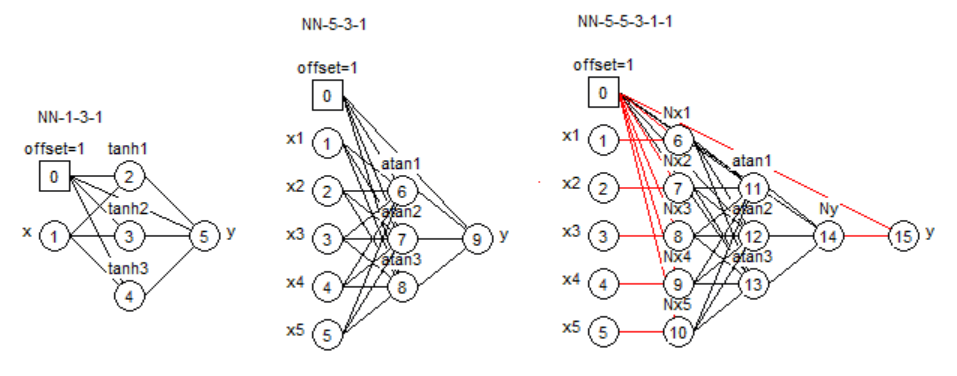 NN-1-3-1
offset=1
tanh1
0
2
tanh2
x
1
3
5
y
tanh3
4
NN-5-3-1
offset=1
0
x1
1
atan1
x2
2
6
atan2
x3
3
7
9
y
atan3
x4
4
8
x5
5
NN-5-5-3-1-1
offset=1
0
Nx1
x1
1
6
Nx2
atan1
x2
2
7
11
Nx3
atan2
Ny
x3
3
8
12
14
15
y
Nx4
atan3
x4
4
9
13
Nx5
x5
5
10